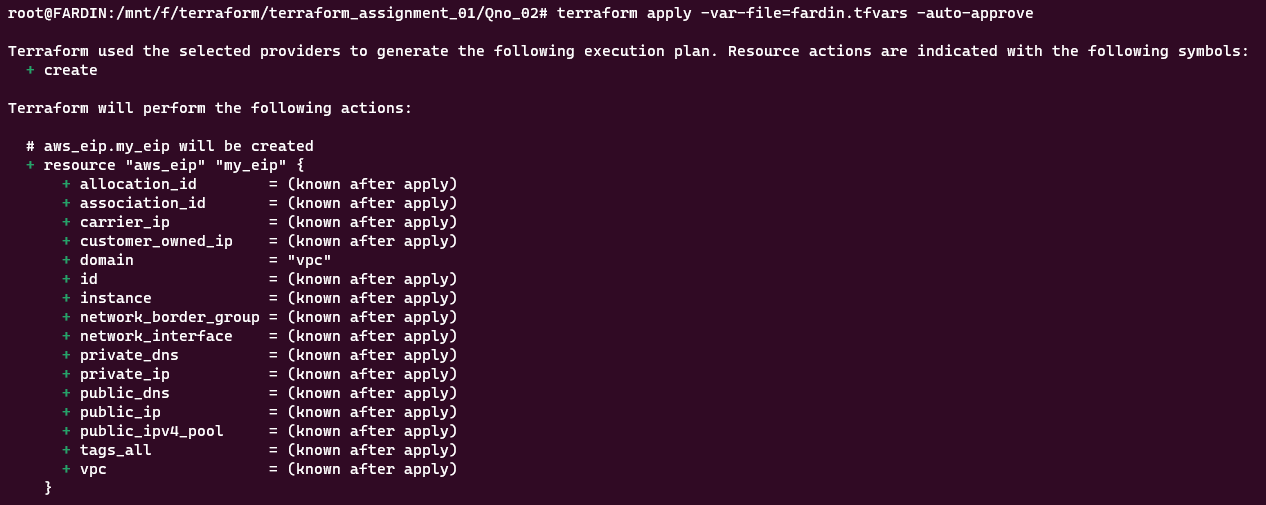 root@FARDIN:/mnt/f/terraform/terraform_assignment_01/Qno_02# terraform apply -var-file=fardin.tfvars -auto-approve
Terraform used the selected providers to generate the following execution plan. Resource actions are indicated with the following symbols:
  + create
Terraform will perform the following actions:
  # aws_eip.my_eip will be created
  + resource "aws_eip" "my_eip" {
      + allocation_id        = (known after apply)
      + association_id       = (known after apply)
      + carrier_ip           = (known after apply)
      + customer_owned_ip    = (known after apply)
      + domain               = "vpc"
      + id                   = (known after apply)
      + instance             = (known after apply)
      + network_border_group = (known after apply)
      + network_interface    = (known after apply)
      + private_dns          = (known after apply)
      + private_ip           = (known after apply)
      + public_dns           = (known after apply)
      + public_ip            = (known after apply)
      + public_ipv4_pool     = (known after apply)
      + tags_all             = (known after apply)
      + vpc                  = (known after apply)
    }